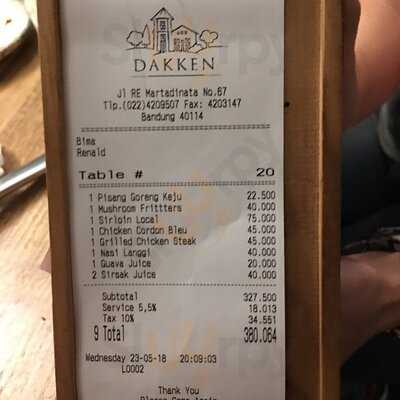 DAKKEN
Jl RE Martadinata No.67
Tlp.(022)4209507 Fax: 4203147
Bandung 40114
Bima
Renald
Table # 20
1 Pisang Goreng Keju 22.500
1 Mushroom Frittters 40.000
1 Sirloin Local 75.000
1 Chicken Cordon Bleu 45.000
1 Grilled Chicken Steak 45.000
1 Nasi Langgi 40.000
1 Guava Juice 20.000
2 Sirsak Juice 40.000
Subtotal 327.500
Service 5,5% 18.013
Tax 10% 34.551
9 Total 380.064
Wednesday 23-05-18 20:09:03
L0002
Thank You
Please Come Again